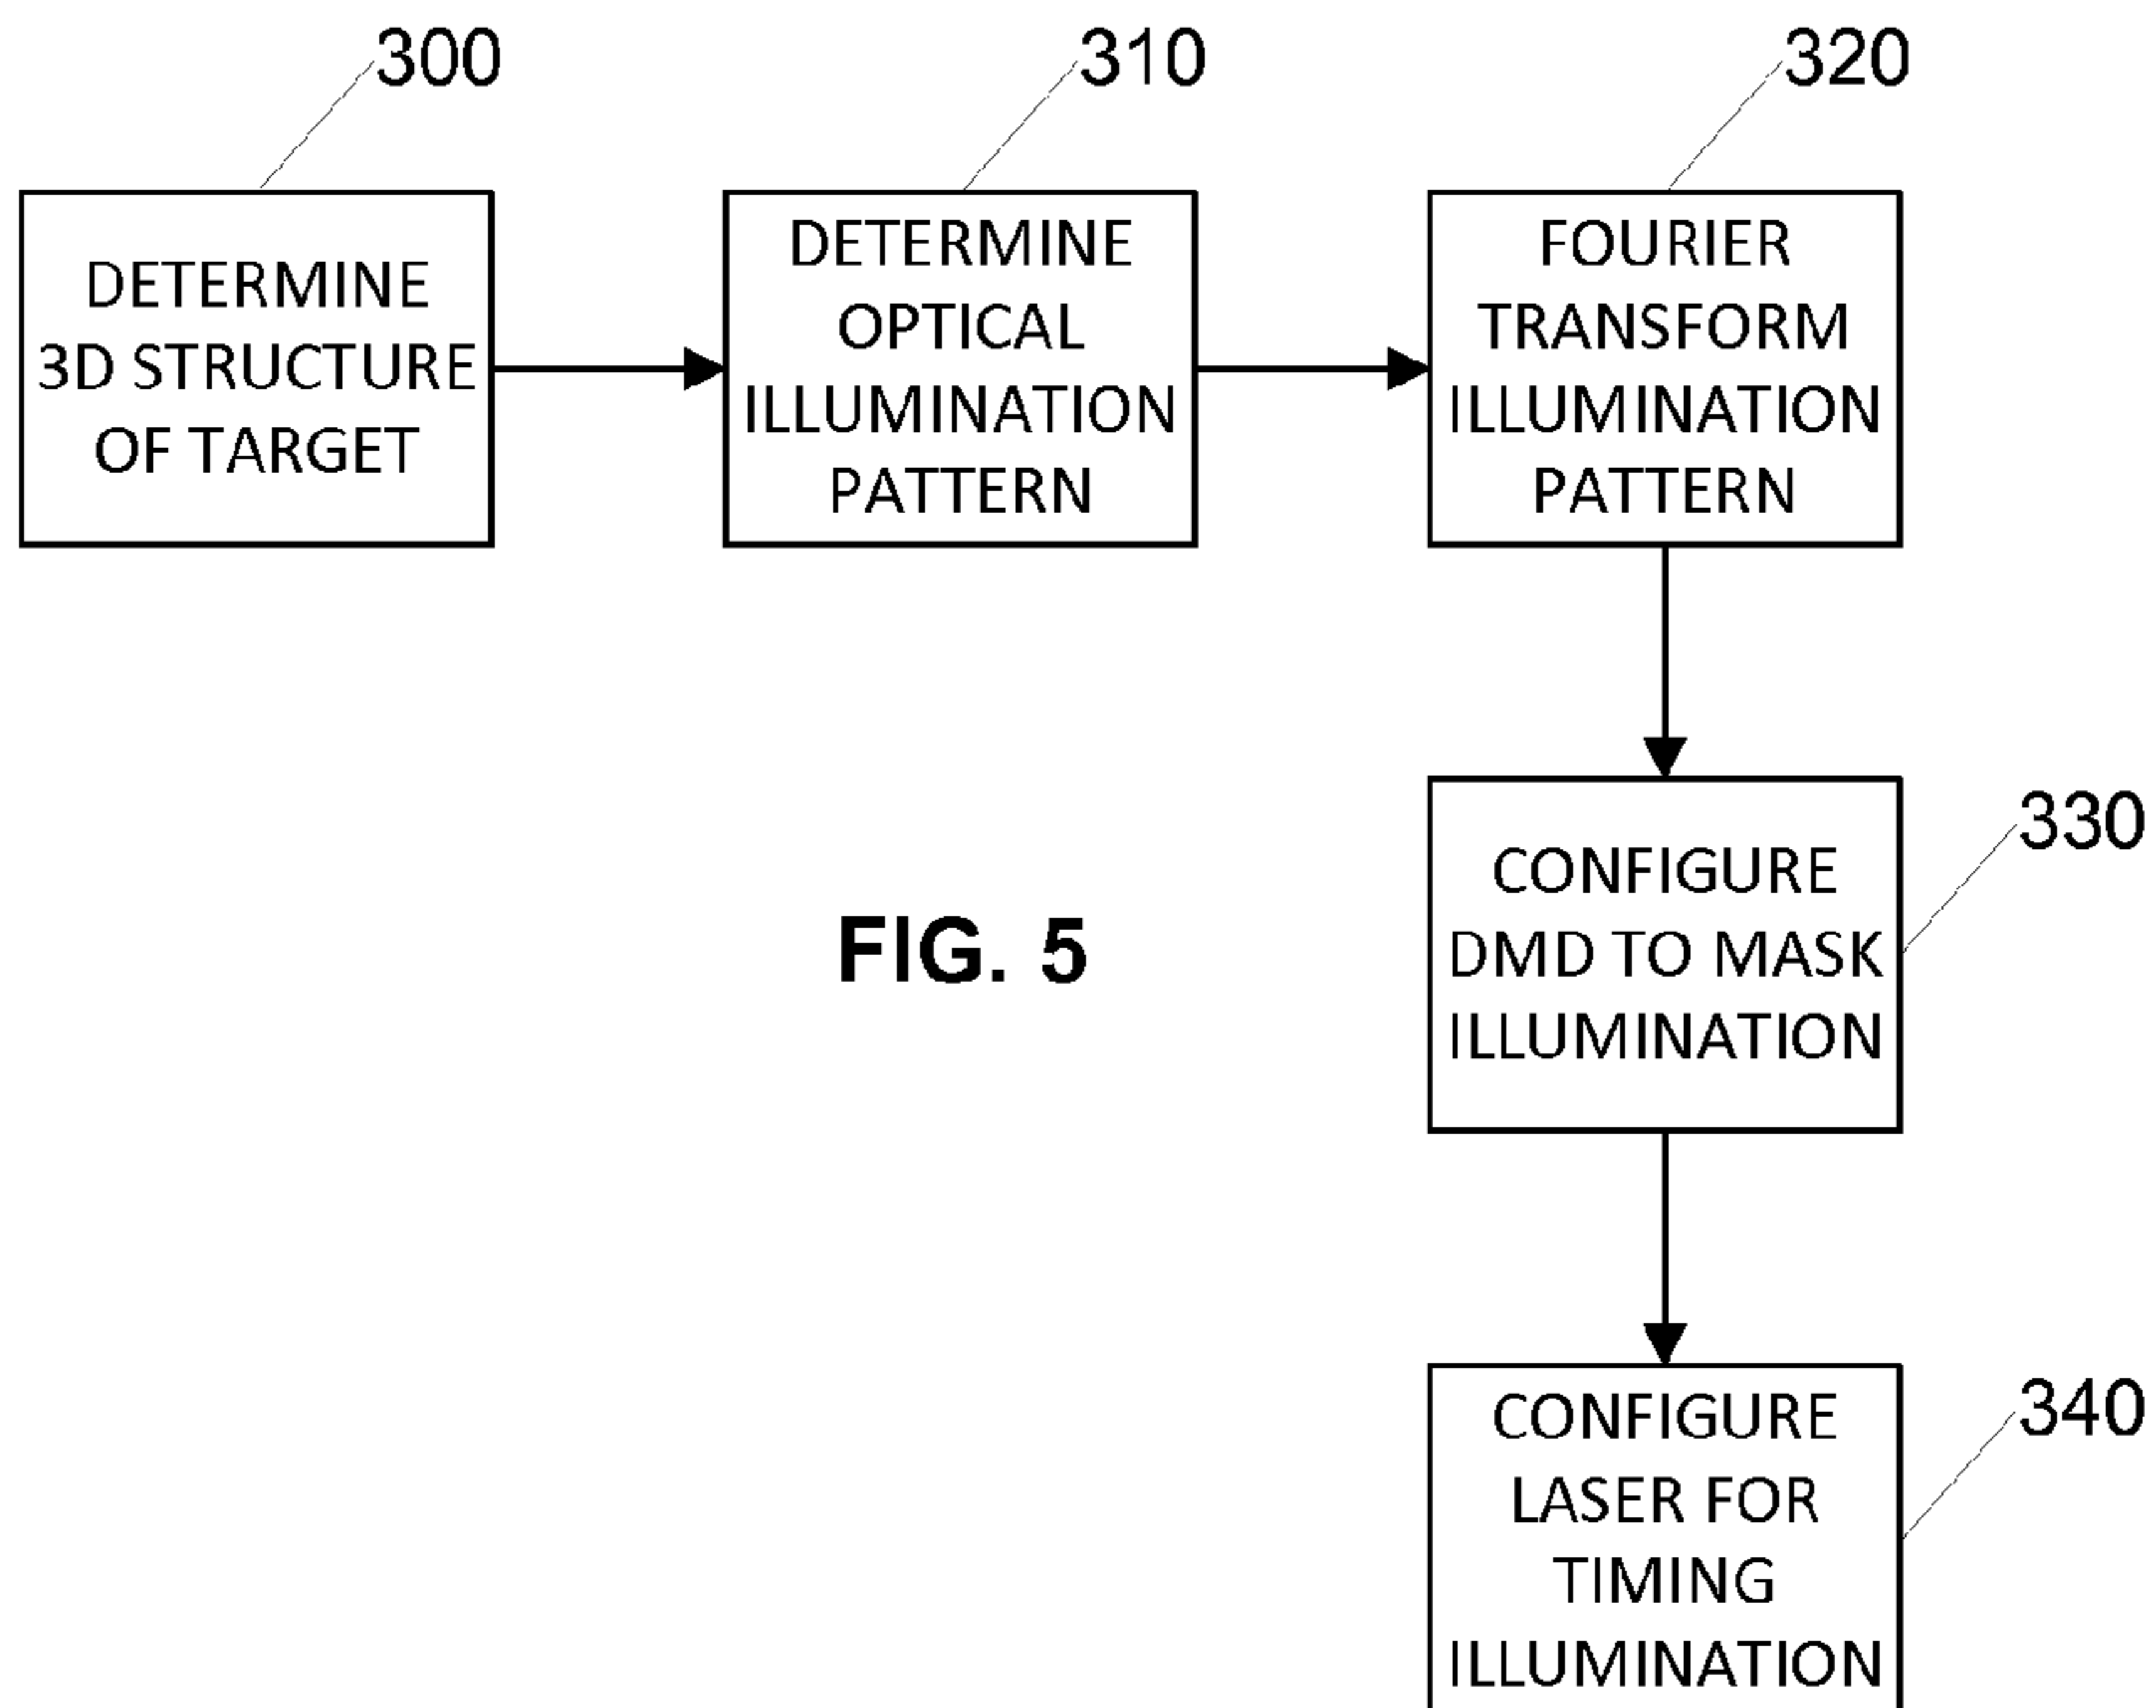 300
DETERMINE
3D STRUCTURE
OF TARGET
310
DETERMINE
OPTICAL
ILLUMINATION
PATTERN
320
FOURIER
TRANSFORM
ILLUMINATION
PATTERN
330
CONFIGURE
DMD TO MASK
ILLUMINATION
FIG. 5
340
CONFIGURE
LASER FOR
TIMING
ILLUMINATION